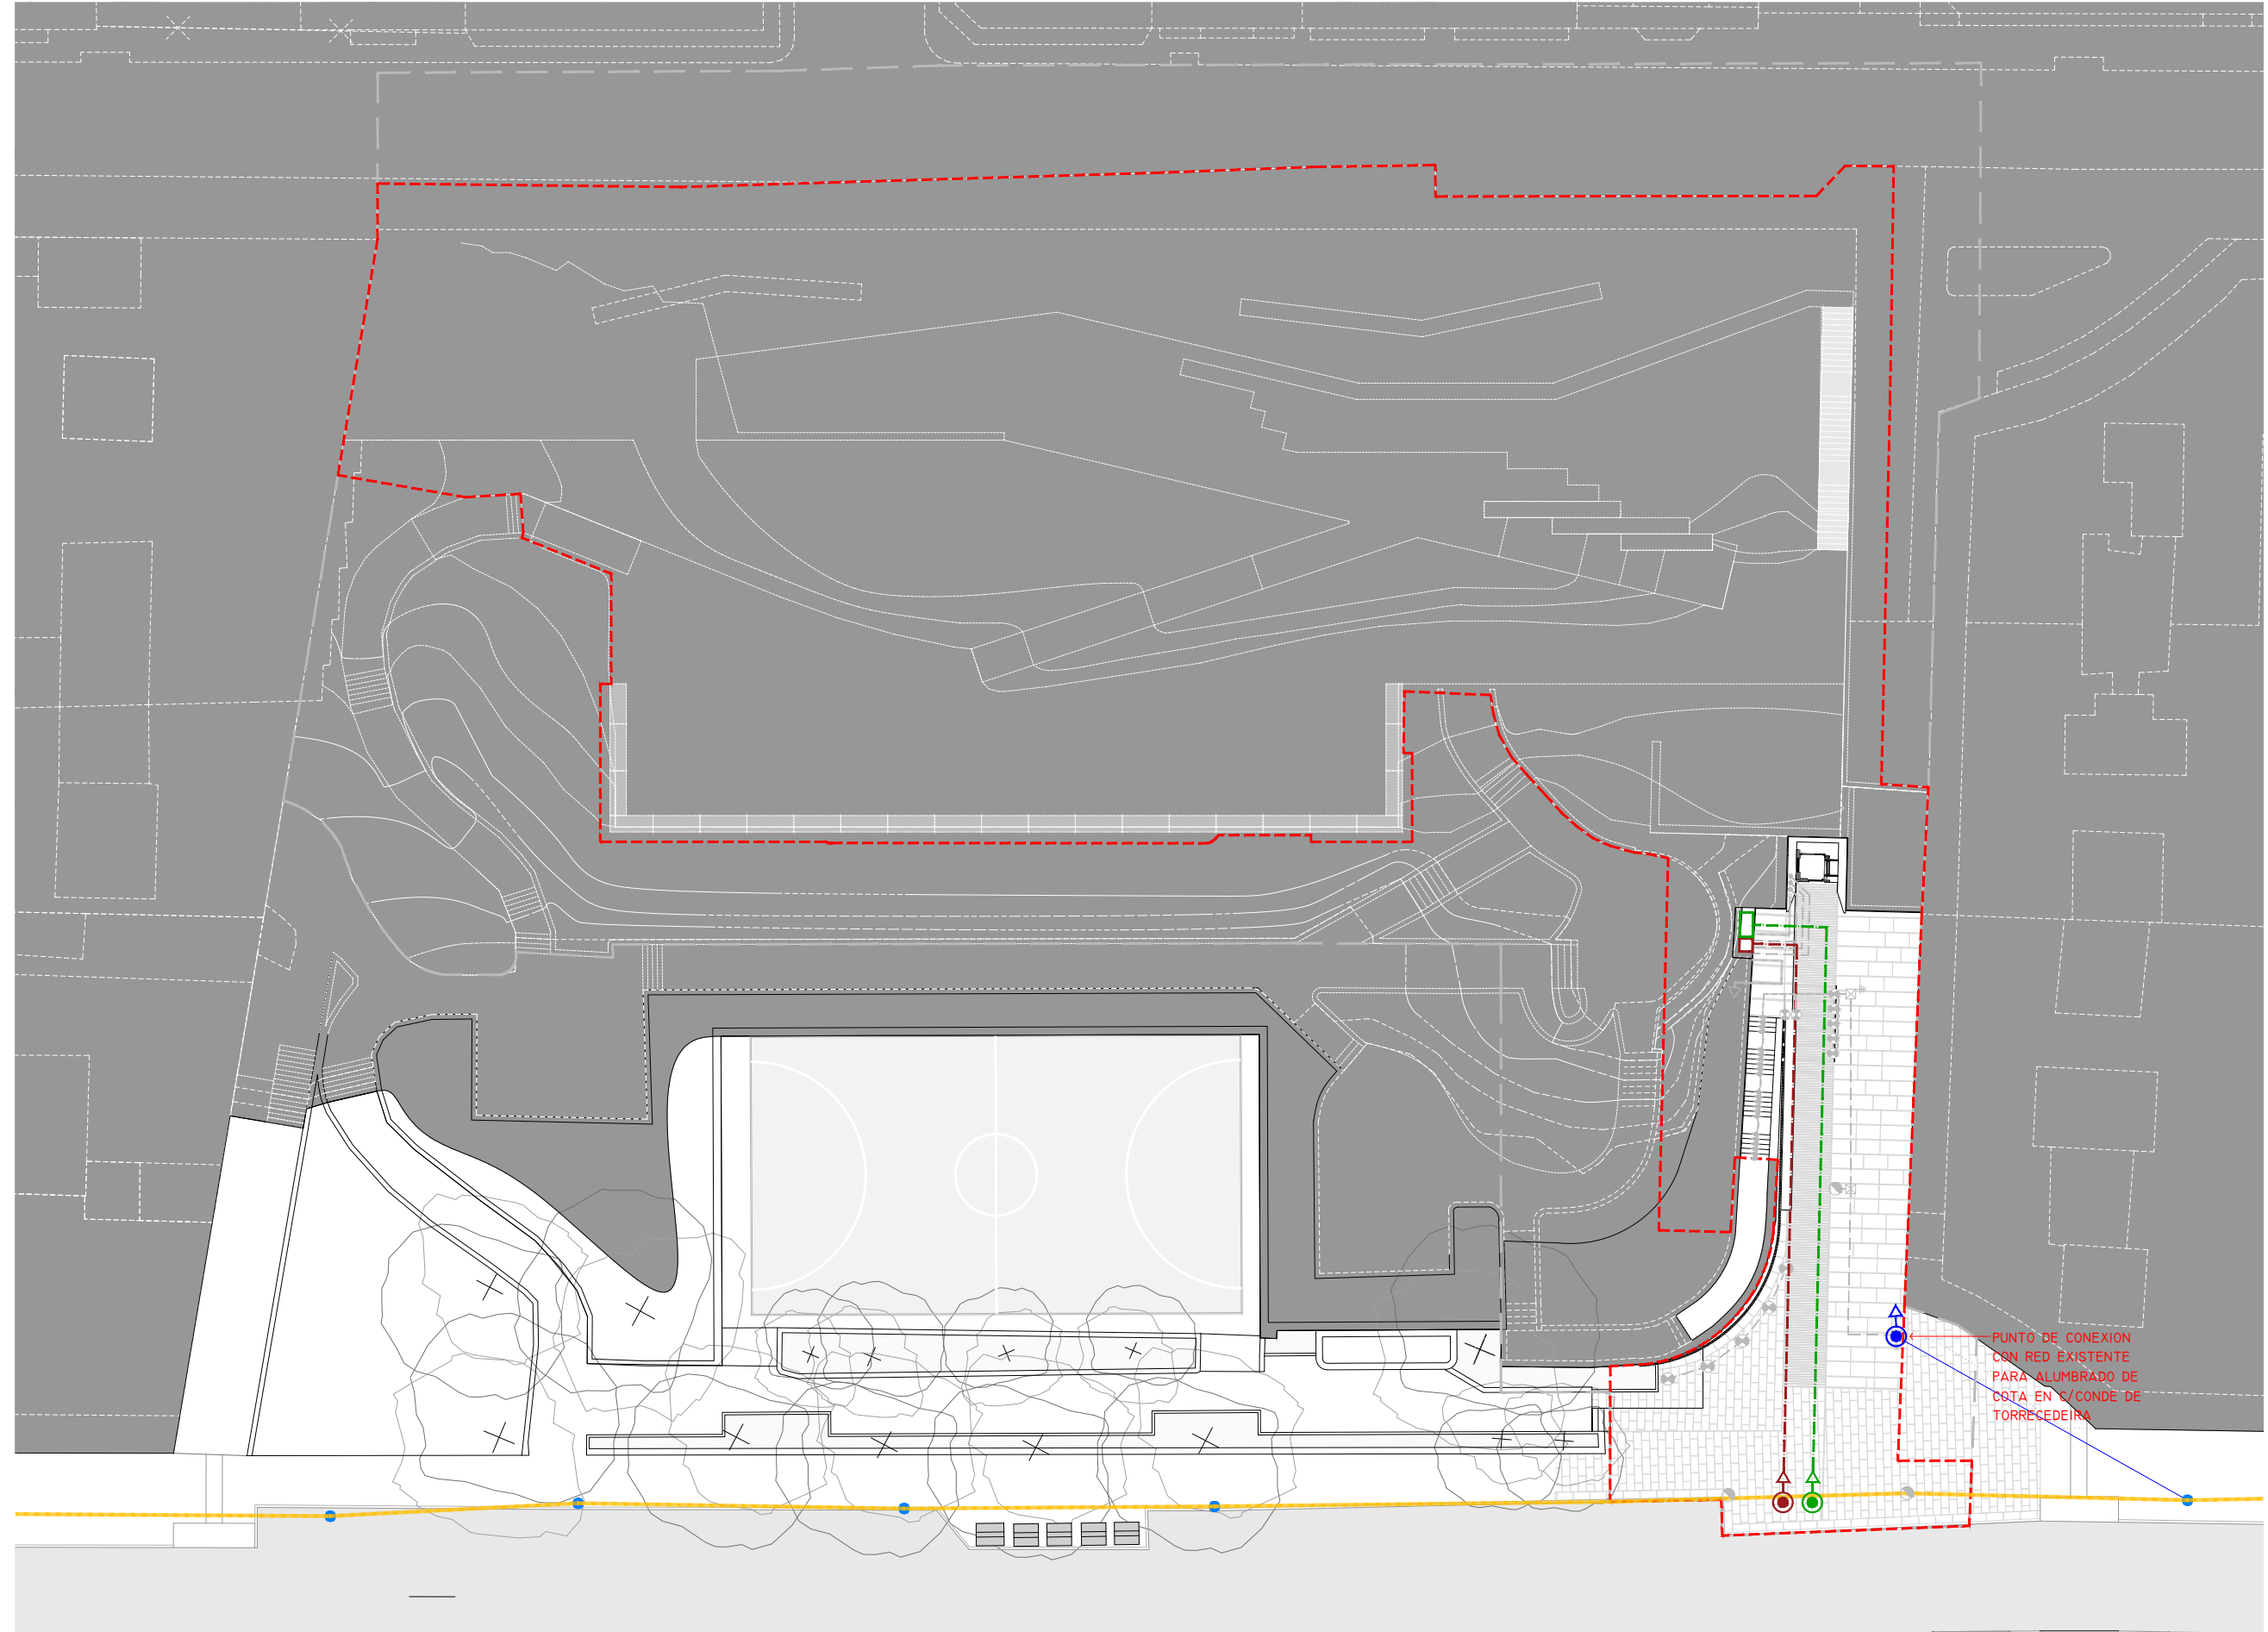 PUNTO DE CONEXION
CON RED EXISTENTE
PARA ALUMBRADO DE
COTA EN C/CONDE DE
TORRECEDEIRA